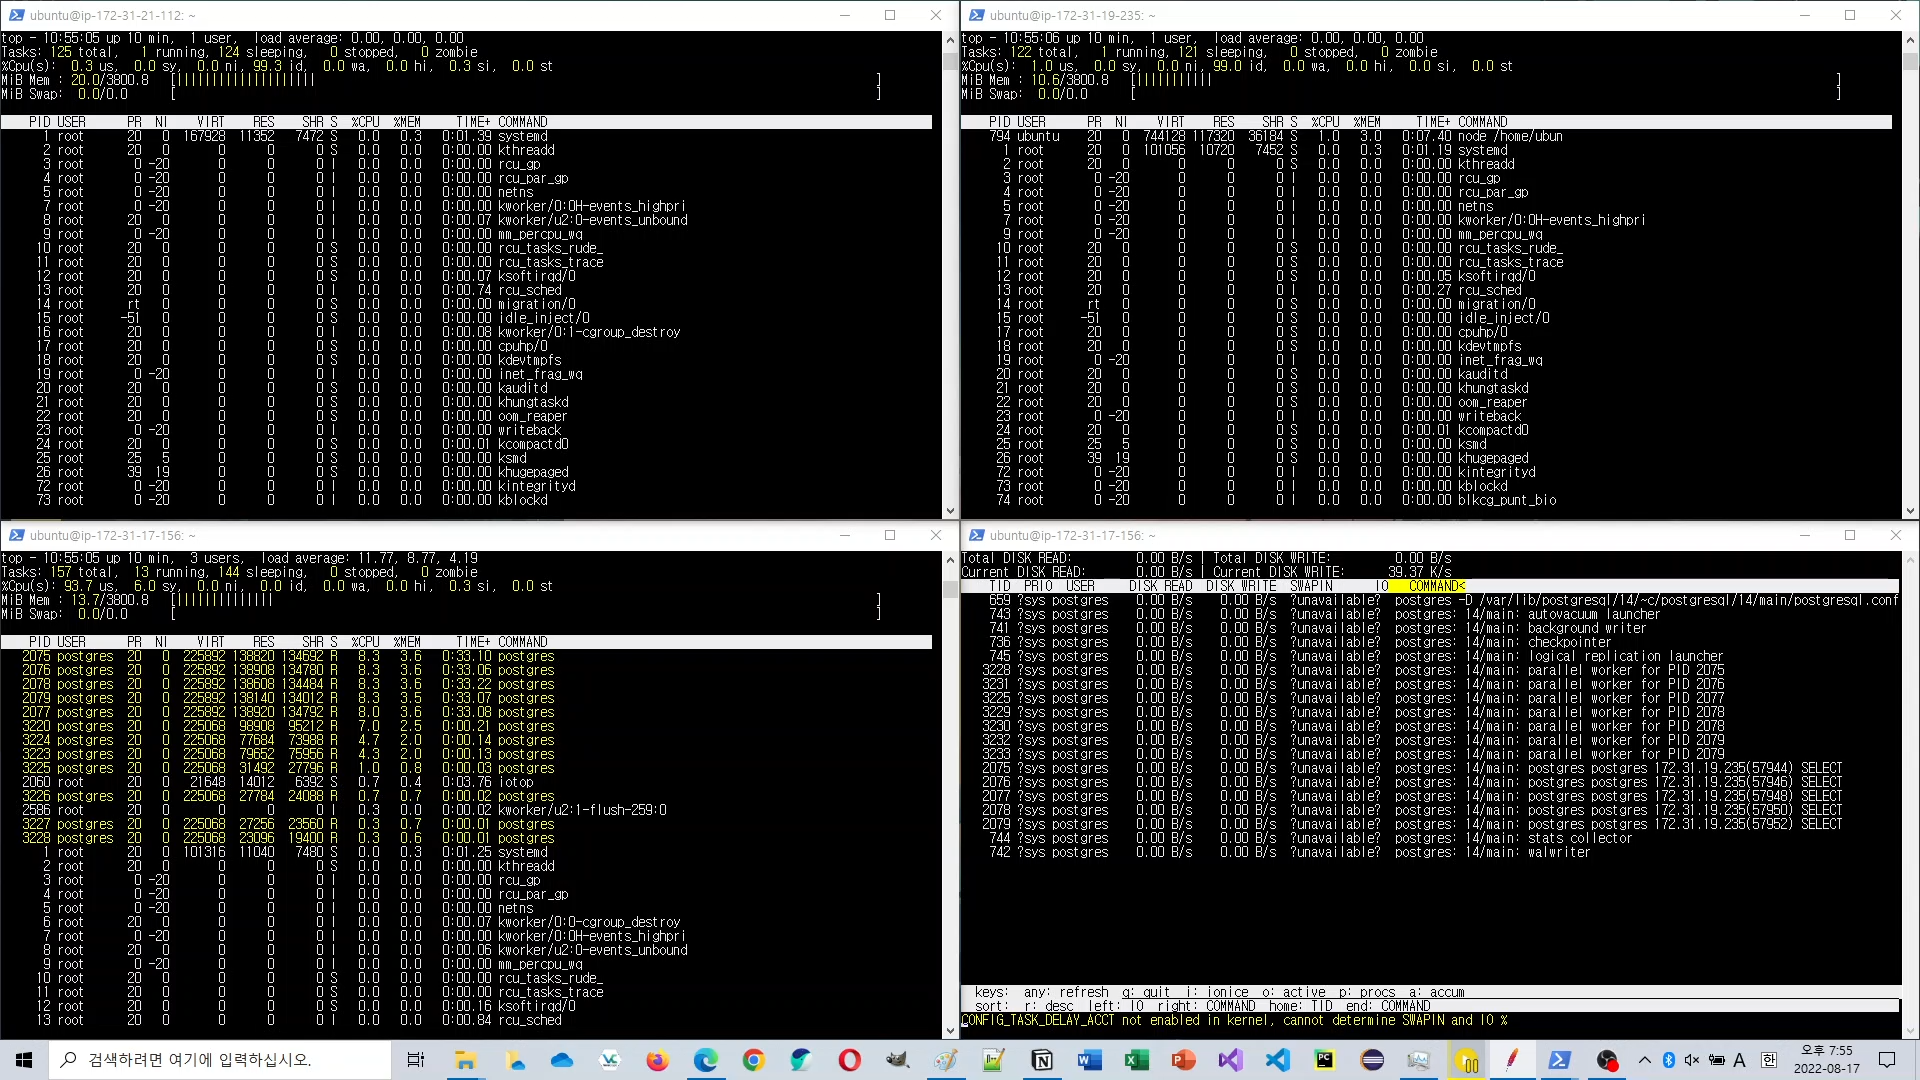 ubuntu@ip-172-31-21-112: ~
top - 10:55:05 up 10 min,  1 user,  load average: 0.00, 0.00, 0.00
Tasks: 125 total,   1 running, 124 sleeping,   0 stopped,   0 zombie
%Cpu(s):  0.3 us,  0.0 sy,  0.0 ni, 99.3 id,  0.0 wa,  0.0 hi,  0.3 si,  0.0 st
MiB Mem : 20.0/3800.8   [||||||||||||||||||||                    ]
MiB Swap:  0.0/0.0      [                    ]
PID USER      PR  NI    VIRT    RES    SHR S  %CPU  %MEM     TIME+ COMMAND
1 root      20   0  167928  11352   7472 S   0.0   0.3   0:01.39 systemd
2 root      20   0       0      0      0 S   0.0   0.0   0:00.00 kthreadd
3 root       0 -20       0      0      0 I   0.0   0.0   0:00.00 rcu_gp
4 root       0 -20       0      0      0 I   0.0   0.0   0:00.00 rcu_par_gp
5 root       0 -20       0      0      0 I   0.0   0.0   0:00.00 netns
7 root       0 -20       0      0      0 I   0.0   0.0   0:00.00 kworker/0:0H-events_highpri
8 root      20   0       0      0      0 I   0.0   0.0   0:00.07 kworker/u2:0-events_unbound
9 root       0 -20       0      0      0 I   0.0   0.0   0:00.00 mm_percpu_wq
10 root      20   0       0      0      0 S   0.0   0.0   0:00.00 rcu_tasks_rude_
11 root      20   0       0      0      0 S   0.0   0.0   0:00.00 rcu_tasks_trace
12 root      20   0       0      0      0 S   0.0   0.0   0:00.07 ksoftirqd/0
13 root      20   0       0      0      0 I   0.0   0.0   0:00.74 rcu_sched
14 root      rt   0       0      0      0 S   0.0   0.0   0:00.00 migration/0
15 root     -51   0       0      0      0 S   0.0   0.0   0:00.00 idle_inject/0
16 root      20   0       0      0      0 I   0.0   0.0   0:00.08 kworker/0:1-cgroup_destroy
17 root      20   0       0      0      0 S   0.0   0.0   0:00.00 cpuhp/0
18 root      20   0       0      0      0 S   0.0   0.0   0:00.00 kdevtmpfs
19 root       0 -20       0      0      0 I   0.0   0.0   0:00.00 inet_frag_wq
20 root      20   0       0      0      0 S   0.0   0.0   0:00.00 kauditd
21 root      20   0       0      0      0 S   0.0   0.0   0:00.00 khungtaskd
22 root      20   0       0      0      0 S   0.0   0.0   0:00.00 oom_reaper
23 root       0 -20       0      0      0 I   0.0   0.0   0:00.00 writeback
24 root      20   0       0      0      0 S   0.0   0.0   0:00.01 kcompactd0
25 root      25   5       0      0      0 S   0.0   0.0   0:00.00 ksmd
26 root      39  19       0      0      0 S   0.0   0.0   0:00.00 khugepaged
72 root       0 -20       0      0      0 I   0.0   0.0   0:00.00 kintegrityd
73 root       0 -20       0      0      0 I   0.0   0.0   0:00.00 kblockd
ubuntu@ip-172-31-19-235: ~
top - 10:55:06 up 10 min,  1 user,  load average: 0.00, 0.00, 0.00
Tasks: 122 total,   1 running, 121 sleeping,   0 stopped,   0 zombie
%Cpu(s):  1.0 us,  0.0 sy,  0.0 ni, 99.0 id,  0.0 wa,  0.0 hi,  0.0 si,  0.0 st
MiB Mem : 10.6/3800.8   [|||||||||||                    ]
MiB Swap:  0.0/0.0      [                    ]
PID USER      PR  NI    VIRT    RES    SHR S  %CPU  %MEM     TIME+ COMMAND
794 ubuntu    20   0  744128 117320  36184 S   1.0   3.0   0:07.40 node /home/ubun
1 root      20   0  101056  10720   7452 S   0.0   0.3   0:01.19 systemd
2 root      20   0       0      0      0 S   0.0   0.0   0:00.00 kthreadd
3 root       0 -20       0      0      0 I   0.0   0.0   0:00.00 rcu_gp
4 root       0 -20       0      0      0 I   0.0   0.0   0:00.00 rcu_par_gp
5 root       0 -20       0      0      0 I   0.0   0.0   0:00.00 netns
7 root       0 -20       0      0      0 I   0.0   0.0   0:00.00 kworker/0:0H-events_highpri
9 root       0 -20       0      0      0 I   0.0   0.0   0:00.00 mm_percpu_wq
10 root      20   0       0      0      0 S   0.0   0.0   0:00.00 rcu_tasks_rude_
11 root      20   0       0      0      0 S   0.0   0.0   0:00.00 rcu_tasks_trace
12 root      20   0       0      0      0 S   0.0   0.0   0:00.05 ksoftirqd/0
13 root      20   0       0      0      0 I   0.0   0.0   0:00.27 rcu_sched
14 root      rt   0       0      0      0 S   0.0   0.0   0:00.00 migration/0
15 root     -51   0       0      0      0 S   0.0   0.0   0:00.00 idle_inject/0
17 root      20   0       0      0      0 S   0.0   0.0   0:00.00 cpuhp/0
18 root      20   0       0      0      0 S   0.0   0.0   0:00.00 kdevtmpfs
19 root       0 -20       0      0      0 I   0.0   0.0   0:00.00 inet_frag_wq
20 root      20   0       0      0      0 S   0.0   0.0   0:00.00 kauditd
21 root      20   0       0      0      0 S   0.0   0.0   0:00.00 khungtaskd
22 root      20   0       0      0      0 S   0.0   0.0   0:00.00 oom_reaper
23 root       0 -20       0      0      0 I   0.0   0.0   0:00.00 writeback
24 root      20   0       0      0      0 S   0.0   0.0   0:00.01 kcompactd0
25 root      25   5       0      0      0 S   0.0   0.0   0:00.00 ksmd
26 root      39  19       0      0      0 S   0.0   0.0   0:00.00 khugepaged
72 root       0 -20       0      0      0 I   0.0   0.0   0:00.00 kintegrityd
73 root       0 -20       0      0      0 I   0.0   0.0   0:00.00 kblockd
74 root       0 -20       0      0      0 I   0.0   0.0   0:00.00 blkcg_punt_bio
ubuntu@ip-172-31-17-156: ~
top - 10:55:05 up 10 min,  3 users,  load average: 11.77, 8.77, 4.19
Tasks: 157 total,  13 running, 144 sleeping,   0 stopped,   0 zombie
%Cpu(s): 93.7 us,  6.0 sy,  0.0 ni,  0.0 id,  0.0 wa,  0.0 hi,  0.3 si,  0.0 st
MiB Mem : 13.7/3800.8   [||||||||||||||                    ]
MiB Swap:  0.0/0.0      [                    ]
PID USER      PR  NI    VIRT    RES    SHR S  %CPU  %MEM     TIME+ COMMAND
2075 postgres  20   0  225892 138820 134692 R   8.3   3.6   0:33.10 postgres
2076 postgres  20   0  225892 138908 134780 R   8.3   3.6   0:33.06 postgres
2078 postgres  20   0  225892 138608 134484 R   8.3   3.6   0:33.22 postgres
2079 postgres  20   0  225892 138140 134012 R   8.3   3.5   0:33.07 postgres
2077 postgres  20   0  225892 138920 134792 R   8.0   3.6   0:33.08 postgres
3220 postgres  20   0  225068  98908  95212 R   7.0   2.5   0:00.21 postgres
3224 postgres  20   0  225068  77684  73988 R   4.7   2.0   0:00.14 postgres
3223 postgres  20   0  225068  79652  75956 R   4.3   2.0   0:00.13 postgres
3225 postgres  20   0  225068  31492  27796 R   1.0   0.8   0:00.03 postgres
2060 root      20   0   21648  14012   6392 S   0.7   0.4   0:03.76 iotop
3226 postgres  20   0  225068  27784  24088 R   0.7   0.7   0:00.02 postgres
2586 root      20   0       0      0      0 I   0.3   0.0   0:00.02 kworker/u2:1-flush-259:0
3227 postgres  20   0  225068  27256  23560 R   0.3   0.7   0:00.01 postgres
3228 postgres  20   0  225068  23096  19400 R   0.3   0.6   0:00.01 postgres
1 root      20   0  101316  11040   7480 S   0.0   0.3   0:01.25 systemd
2 root      20   0       0      0      0 S   0.0   0.0   0:00.00 kthreadd
3 root       0 -20       0      0      0 I   0.0   0.0   0:00.00 rcu_gp
4 root       0 -20       0      0      0 I   0.0   0.0   0:00.00 rcu_par_gp
5 root       0 -20       0      0      0 I   0.0   0.0   0:00.00 netns
6 root      20   0       0      0      0 I   0.0   0.0   0:00.07 kworker/0:0-cgroup_destroy
7 root       0 -20       0      0      0 I   0.0   0.0   0:00.00 kworker/0:0H-events_highpri
8 root      20   0       0      0      0 I   0.0   0.0   0:00.06 kworker/u2:0-events_unbound
9 root       0 -20       0      0      0 I   0.0   0.0   0:00.00 mm_percpu_wq
10 root      20   0       0      0      0 S   0.0   0.0   0:00.00 rcu_tasks_rude_
11 root      20   0       0      0      0 S   0.0   0.0   0:00.00 rcu_tasks_trace
12 root      20   0       0      0      0 S   0.0   0.0   0:00.16 ksoftirqd/0
13 root      20   0       0      0      0 I   0.0   0.0   0:00.84 rcu_sched
ubuntu@ip-172-31-17-156: ~
Total DISK READ:         0.00 B/s | Total DISK WRITE:         0.00 B/s
Current DISK READ:       0.00 B/s | Current DISK WRITE:      39.37 K/s
TID  PRIO  USER     DISK READ  DISK WRITE  SWAPIN      IO   COMMAND<
659 ?sys postgres    0.00 B/s    0.00 B/s  ?unavailable?  postgres -D /var/lib/postgresql/14/~c/postgresql/14/main/postgresql.conf
743 ?sys postgres    0.00 B/s    0.00 B/s  ?unavailable?  postgres: 14/main: autovacuum launcher
741 ?sys postgres    0.00 B/s    0.00 B/s  ?unavailable?  postgres: 14/main: background writer
736 ?sys postgres    0.00 B/s    0.00 B/s  ?unavailable?  postgres: 14/main: checkpointer
745 ?sys postgres    0.00 B/s    0.00 B/s  ?unavailable?  postgres: 14/main: logical replication launcher
3228 ?sys postgres    0.00 B/s    0.00 B/s  ?unavailable?  postgres: 14/main: parallel worker for PID 2075
3231 ?sys postgres    0.00 B/s    0.00 B/s  ?unavailable?  postgres: 14/main: parallel worker for PID 2076
3225 ?sys postgres    0.00 B/s    0.00 B/s  ?unavailable?  postgres: 14/main: parallel worker for PID 2077
3229 ?sys postgres    0.00 B/s    0.00 B/s  ?unavailable?  postgres: 14/main: parallel worker for PID 2078
3230 ?sys postgres    0.00 B/s    0.00 B/s  ?unavailable?  postgres: 14/main: parallel worker for PID 2078
3232 ?sys postgres    0.00 B/s    0.00 B/s  ?unavailable?  postgres: 14/main: parallel worker for PID 2079
3233 ?sys postgres    0.00 B/s    0.00 B/s  ?unavailable?  postgres: 14/main: parallel worker for PID 2079
2075 ?sys postgres    0.00 B/s    0.00 B/s  ?unavailable?  postgres: 14/main: postgres postgres 172.31.19.235(57944) SELECT
2076 ?sys postgres    0.00 B/s    0.00 B/s  ?unavailable?  postgres: 14/main: postgres postgres 172.31.19.235(57946) SELECT
2077 ?sys postgres    0.00 B/s    0.00 B/s  ?unavailable?  postgres: 14/main: postgres postgres 172.31.19.235(57948) SELECT
2078 ?sys postgres    0.00 B/s    0.00 B/s  ?unavailable?  postgres: 14/main: postgres postgres 172.31.19.235(57950) SELECT
2079 ?sys postgres    0.00 B/s    0.00 B/s  ?unavailable?  postgres: 14/main: postgres postgres 172.31.19.235(57952) SELECT
744 ?sys postgres    0.00 B/s    0.00 B/s  ?unavailable?  postgres: 14/main: stats collector
742 ?sys postgres    0.00 B/s    0.00 B/s  ?unavailable?  postgres: 14/main: walwriter
keys:  any: refresh  q: quit  i: ionice  o: active  p: procs  a: accum
sort:  r: desc  left: IO  right: COMMAND  home: TID  end: COMMAND
CONFIG_TASK_DELAY_ACCT not enabled in kernel, cannot determine SWAPIN and IO %
검색하려면 여기에 입력하십시오.
A
한
오후 7:55
2022-08-17